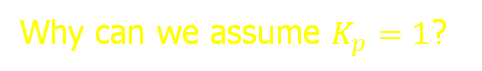 Why can we assume $K_p = 1$?